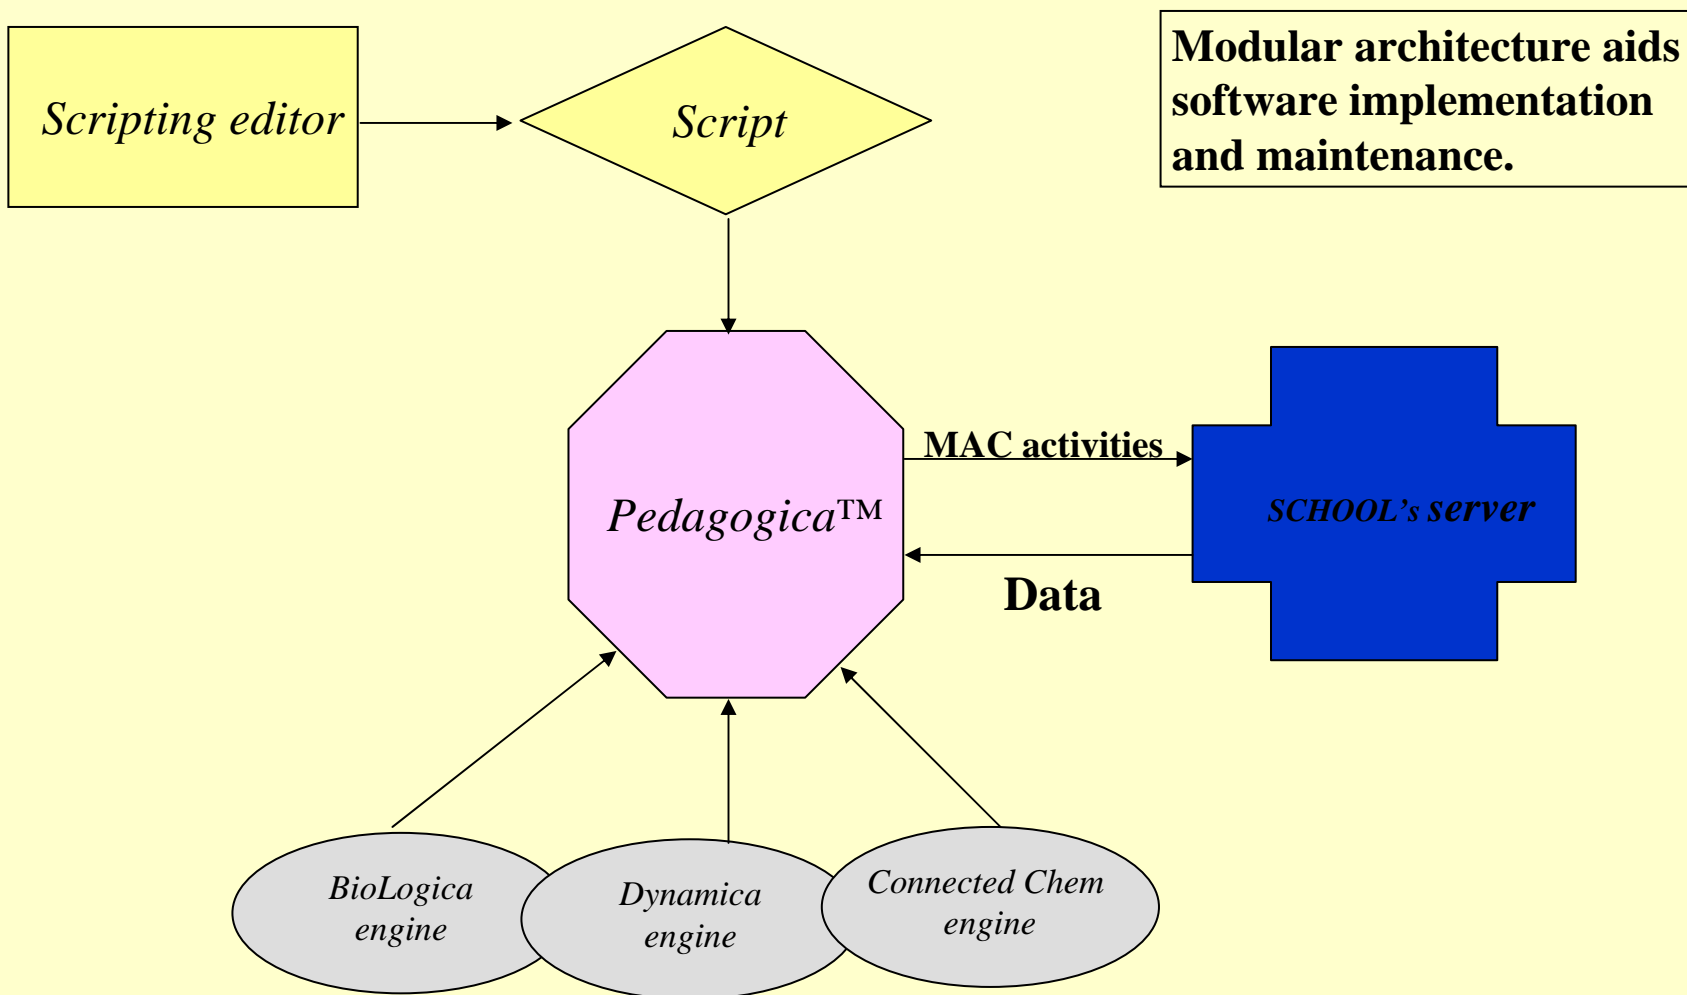 Scripting editor
Script
Modular architecture aids
software implementation
and maintenance.
Pedagogica™
MAC activities
SCHOOL's server
Data
BioLogica
engine
Dynamica
engine
Connected Chem
engine